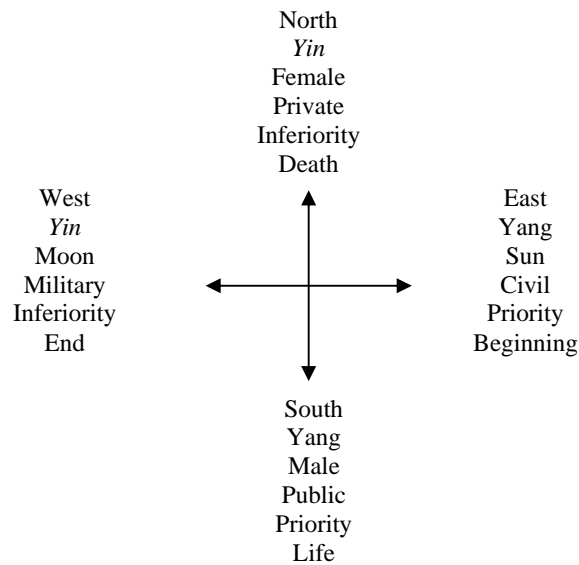 North
Yin
Female
Private
Inferiority
Death
West
Yin
Moon
Military
Inferiority
End
East
Yang
Sun
Civil
Priority
Beginning
South
Yang
Male
Public
Priority
Life